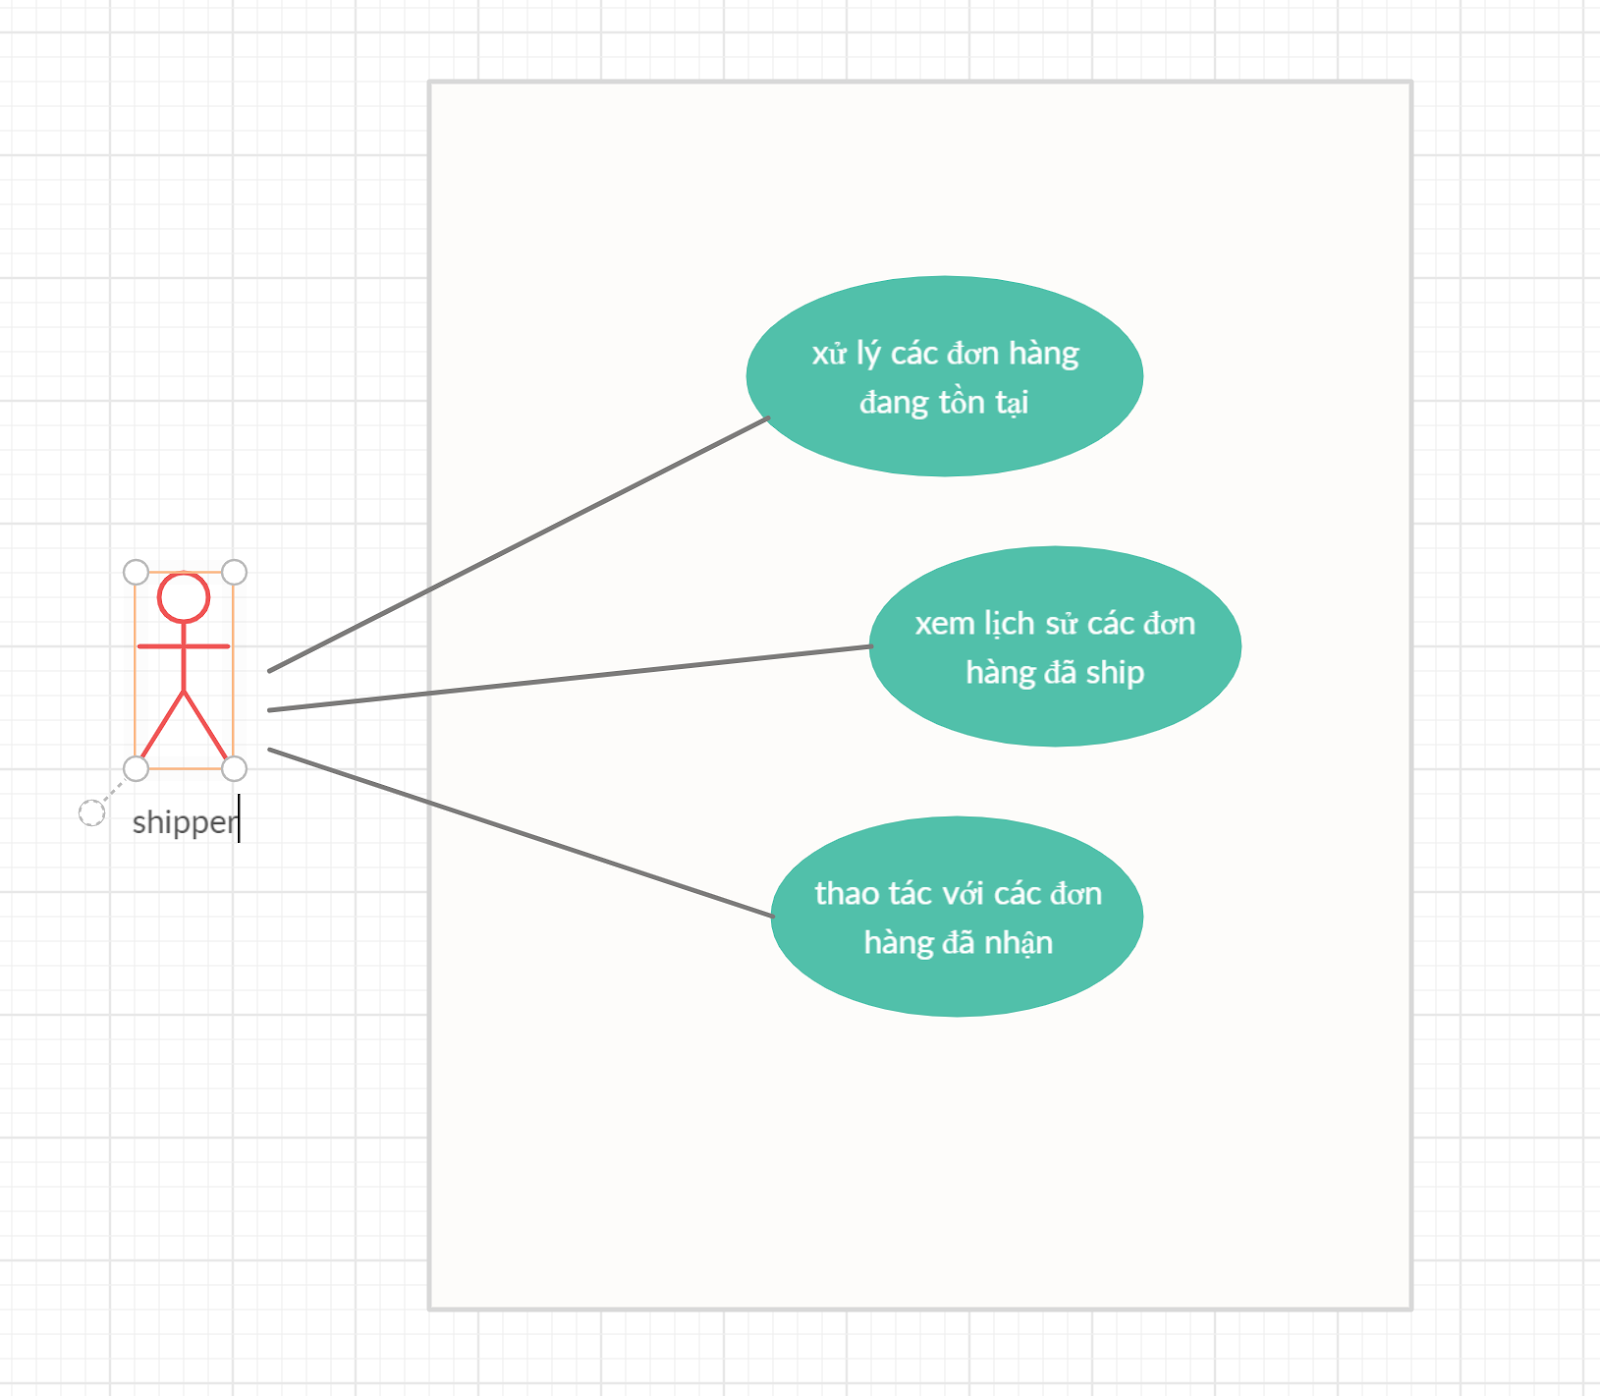 xử lý các đơn hàng
đang tồn tại
xem lịch sử các đơn
hàng đã ship
shipper
thao tác với các đơn
hàng đã nhận